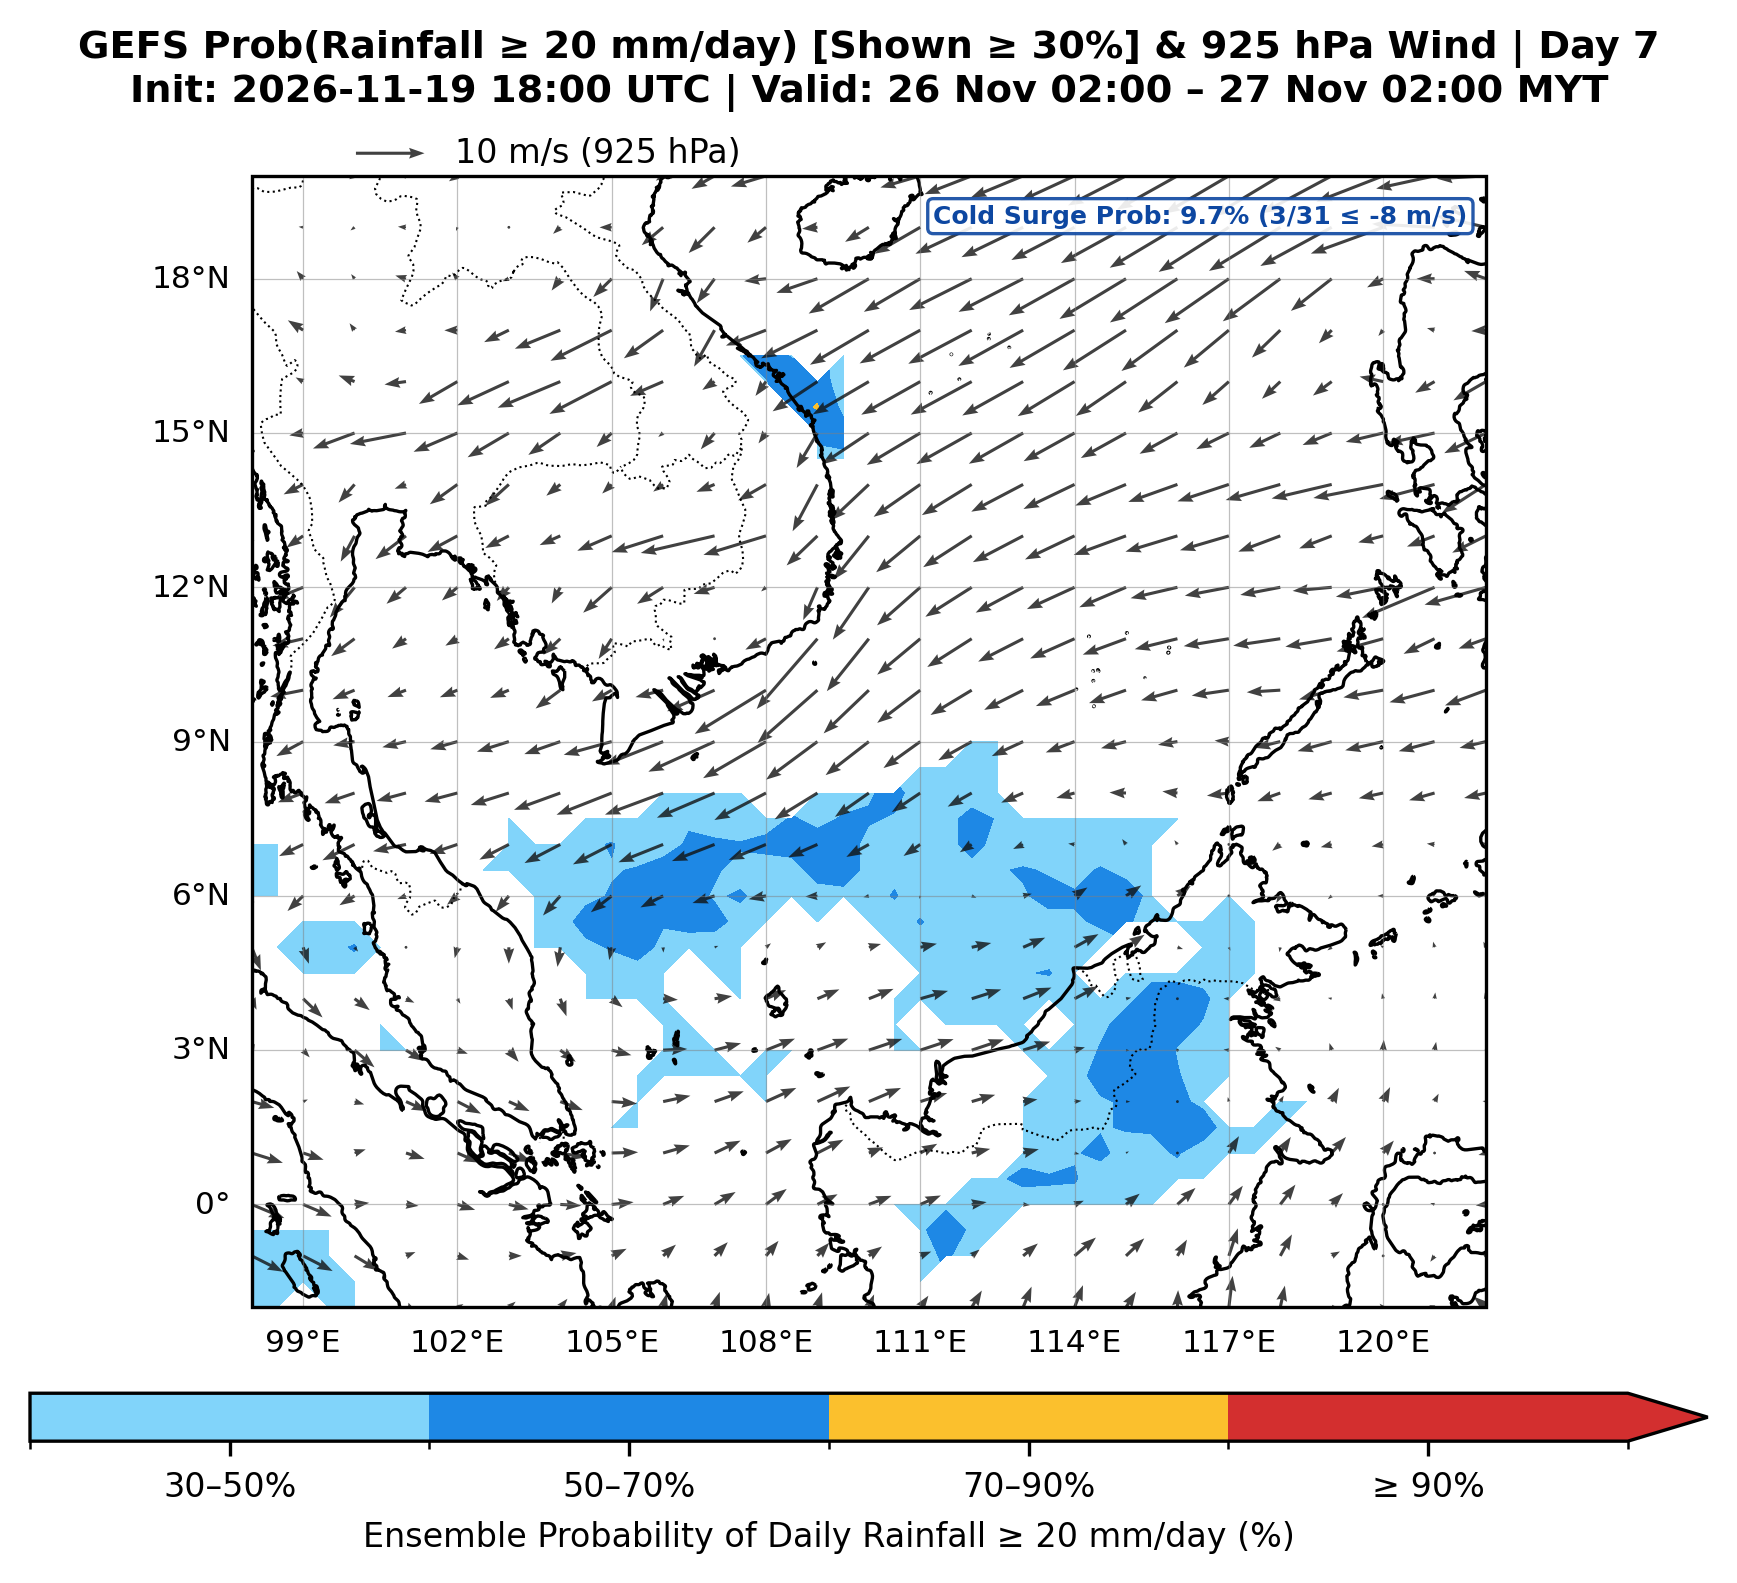 GEFS Prob(Rainfall ≥ 20 mm/day) [Shown ≥ 30%] & 925 hPa Wind | Day 7
Init: 2026-11-19 18:00 UTC | Valid: 26 Nov 02:00 – 27 Nov 02:00 MYT
10 m/s (925 hPa)
Cold Surge Prob: 9.7% (3/31 ≤ -8 m/s)
18°N
15°N
12°N
9°N
6°N
3°N
0°
99°E 102°E 105°E 108°E 111°E 114°E 117°E 120°E
30–50% 50–70% 70–90% ≥ 90%
Ensemble Probability of Daily Rainfall ≥ 20 mm/day (%)